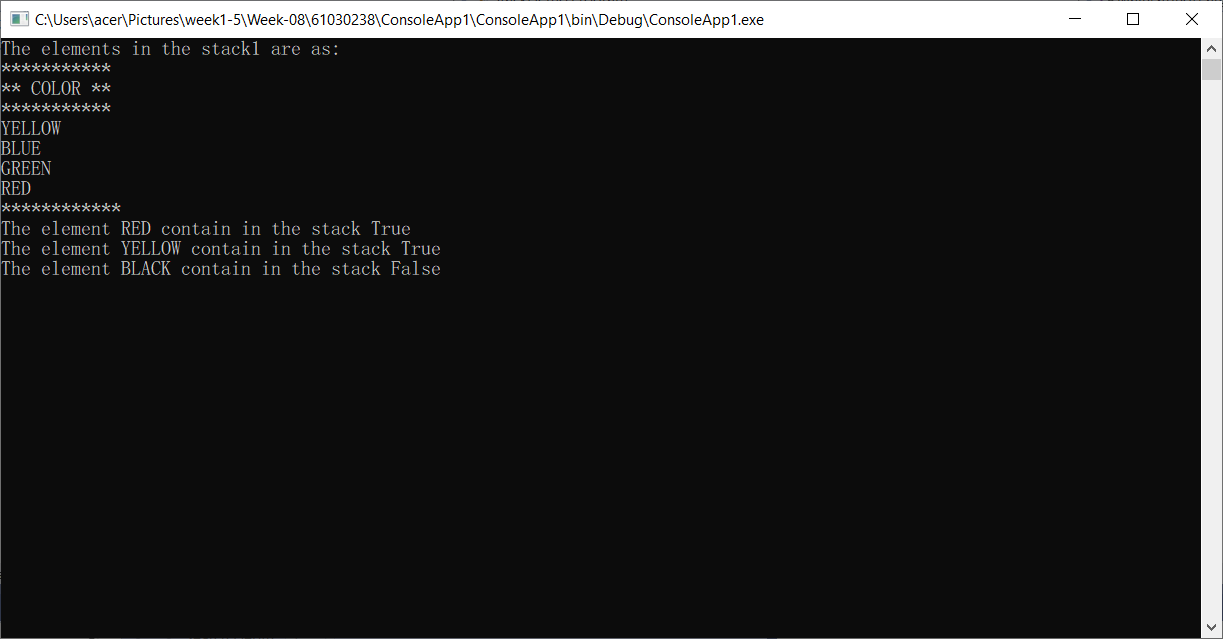 C:\Users\acer\Pictures\week1-5\Week-08\61030238\ConsoleApp1\ConsoleApp1\bin\Debug\ConsoleApp1.exe
The elements in the stack1 are as:
***********
** COLOR **
***********
YELLOW
BLUE
GREEN
RED
************
The element RED contain in the stack True
The element YELLOW contain in the stack True
The element BLACK contain in the stack False